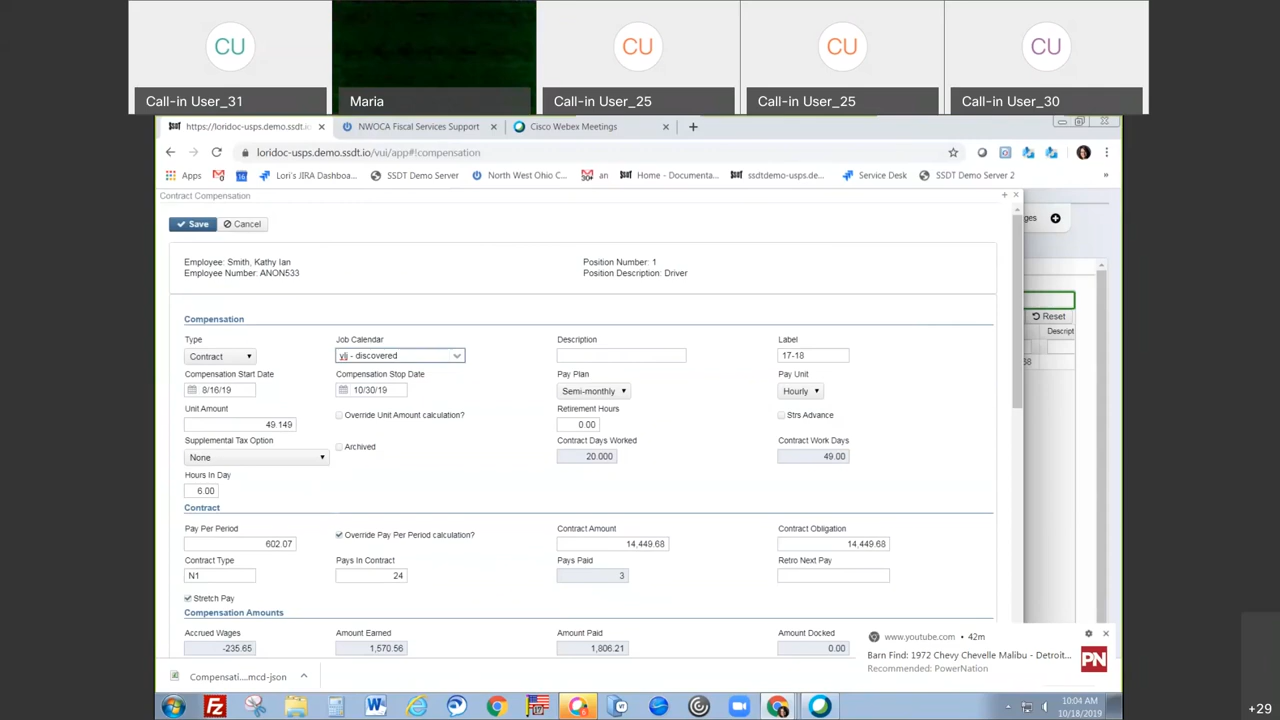 CU CU CU CU
Call-in User_31 Maria Call-in User_25 Call-in User_25 Call-in User_30
https://loridoc-usps.demo.ssdt.io NWOCA Fiscal Services Support Cisco Webex Meetings
loridoc-usps.demo.ssdt.io/vui/app#!compensation
Apps 16 Lori's JIRA Dashboa... SSDT Demo Server North West Ohio C... 30+ an Home - Documenta... ssdtdemo-usps.de... Service Desk SSDT Demo Server 2 »
Contract Compensation
ges
Save Cancel
Employee: Smith, Kathy Ian Position Number: 1
Employee Number: ANON533 Position Description: Driver
Reset
Compensation
Descript
Type Job Calendar Description Label
Contract vlj - discovered 17-18
Compensation Start Date Compensation Stop Date Pay Plan Pay Unit
8/16/19 10/30/19 Semi-monthly Hourly
Unit Amount Retirement Hours
49.149 Override Unit Amount calculation? 0.00 Strs Advance
Supplemental Tax Option Contract Days Worked Contract Work Days
None Archived 20.000 49.00
Hours In Day
6.00
Contract
Pay Per Period Contract Amount Contract Obligation
602.07 Override Pay Per Period calculation? 14,449.68 14,449.68
Contract Type Pays In Contract Pays Paid Retro Next Pay
N1 24 3
Stretch Pay
Compensation Amounts
Accrued Wages Amount Earned Amount Paid Amount Docked
-235.65 1,570.56 1,806.21 0.00
www.youtube.com • 42m
Barn Find: 1972 Chevy Chevelle Malibu - Detroit...
Recommended: PowerNation
PN
Compensati....mcd-json
10:04 AM
10/18/2019
+29